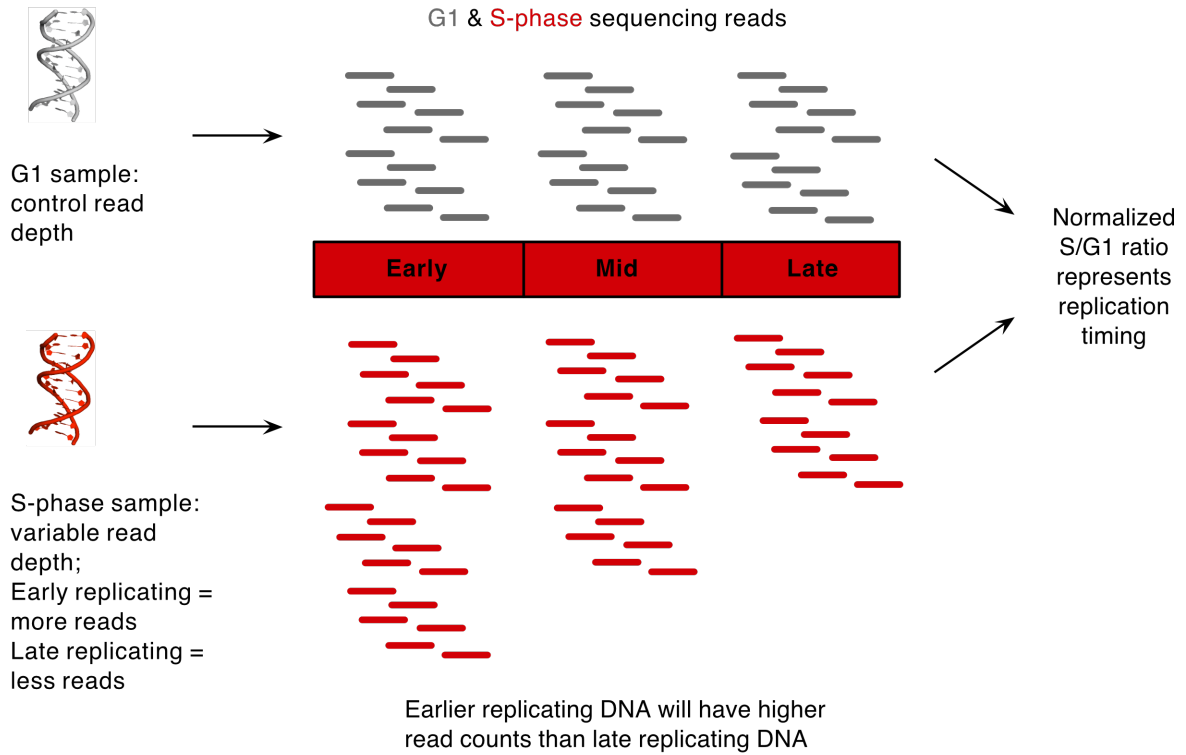 G1 & S-phase sequencing reads
G1 sample:
control read
depth
Early
Mid
Late
Normalized
S/G1 ratio
represents
replication
timing
S-phase sample:
variable read
depth;
Early replicating =
more reads
Late replicating =
less reads
Earlier replicating DNA will have higher
read counts than late replicating DNA